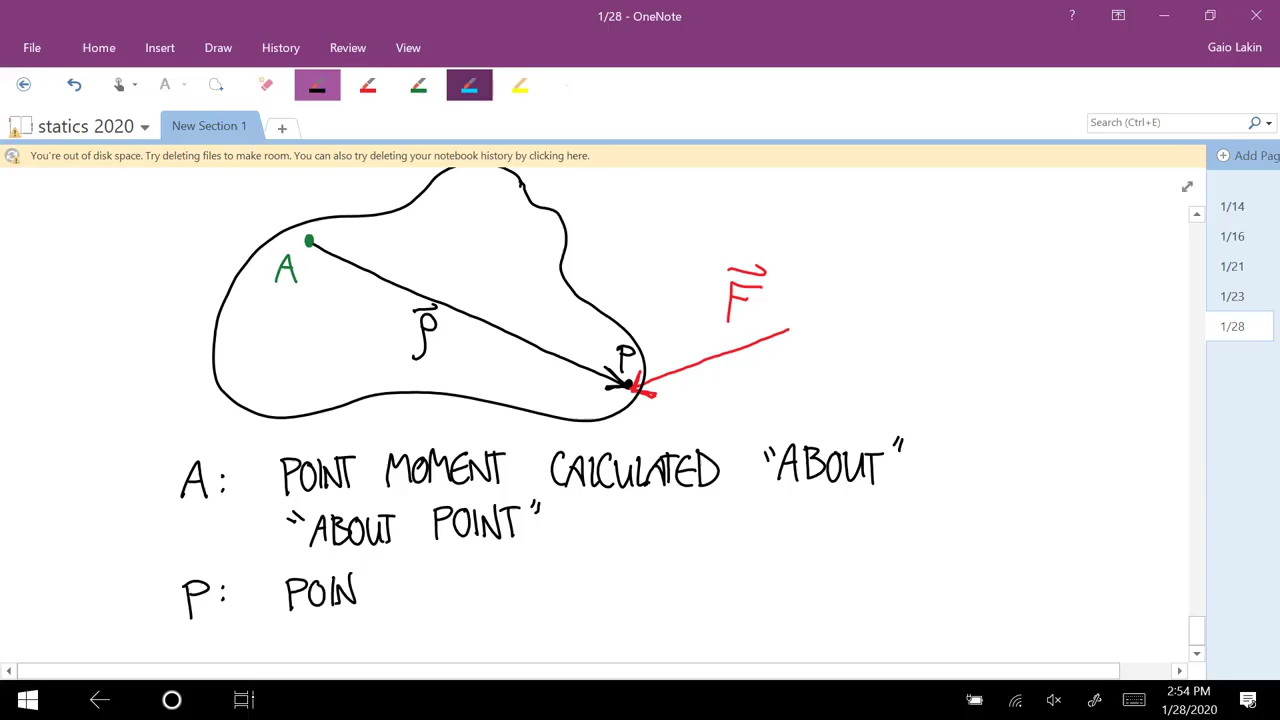 1/28 - OneNote
?
File Home Insert Draw History Review View
Gaio Lakin
A
statics 2020
New Section 1
+
Search (Ctrl+E)
You're out of disk space. Try deleting files to make room. You can also try deleting your notebook history by clicking here.
Add Pag
1/14
1/16
1/21
1/23
1/28
A
ρ
P
F
A: POINT MOMENT CALCULATED "ABOUT"
"ABOUT POINT"
P: POIN
2:54 PM
1/28/2020